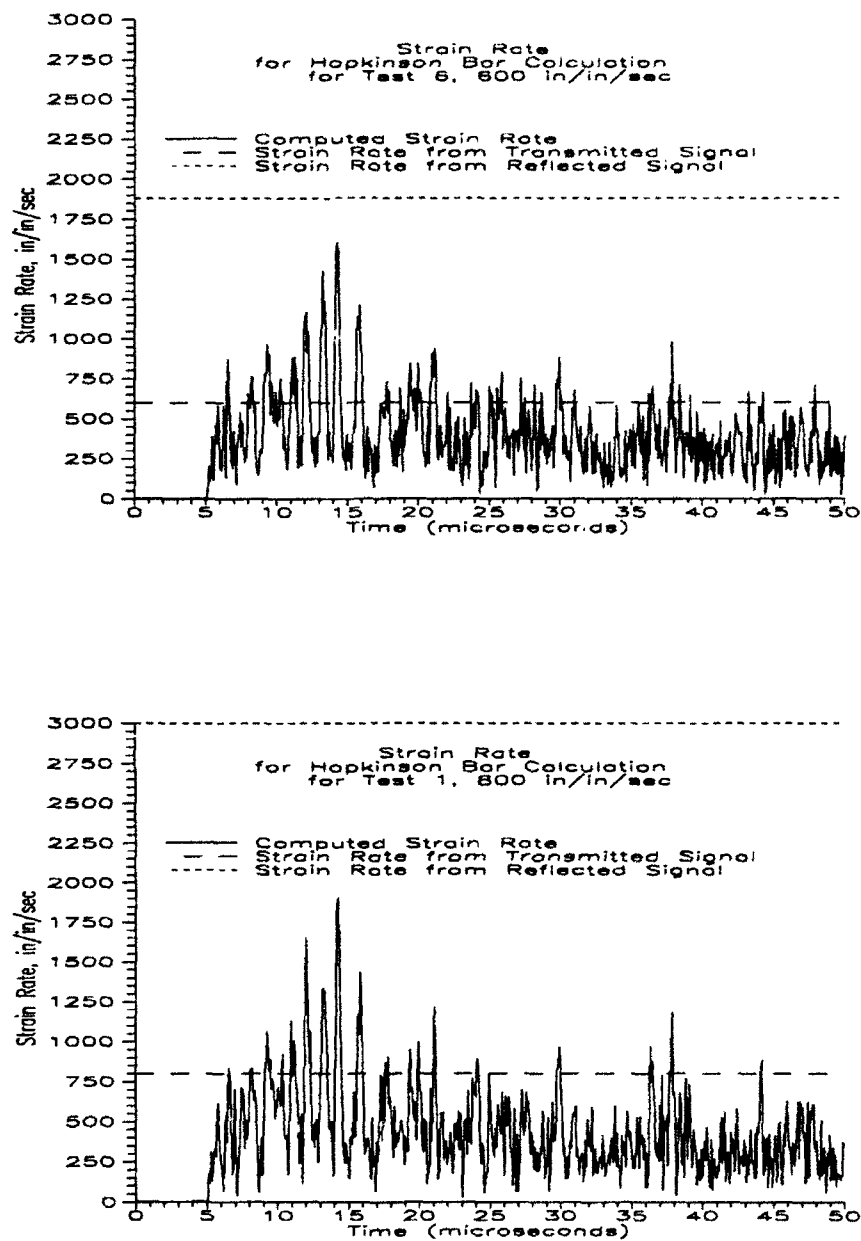 3000
Strain Rate
for Hopkinson Bar Calculation
for Test 6, 600 in/in/sec
2750
2500
2250
Computed Strain Rate
Strain Rate from Transmitted Signal
Strain Rate from Reflected Signal
2000
1750
1500
1250
1000
750
500
250
0
Strain Rate, in/in/sec
0 5 10 15 20 25 30 35 40 45 50
Time (microseconds)
3000
Strain Rate
for Hopkinson Bar Calculation
for Test 1, 800 in/in/sec
2750
2500
2250
Computed Strain Rate
Strain Rate from Transmitted Signal
Strain Rate from Reflected Signal
2000
1750
1500
1250
1000
750
500
250
0
Strain Rate, in/in/sec
0 5 10 15 20 25 30 35 40 45 50
Time (microseconds)